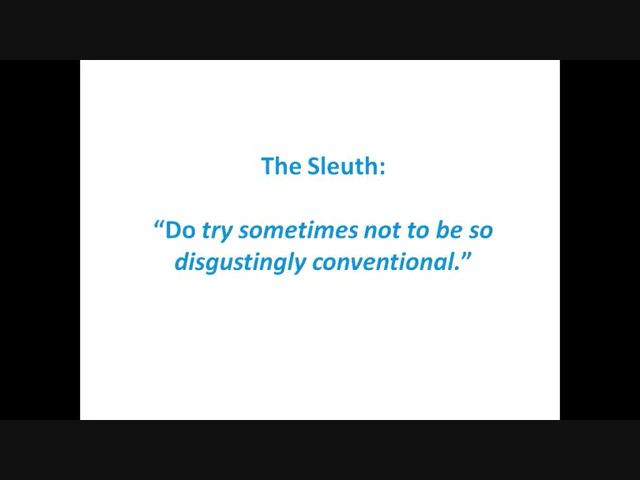 The Sleuth:
“Do try sometimes not to be so
disgustingly conventional.”